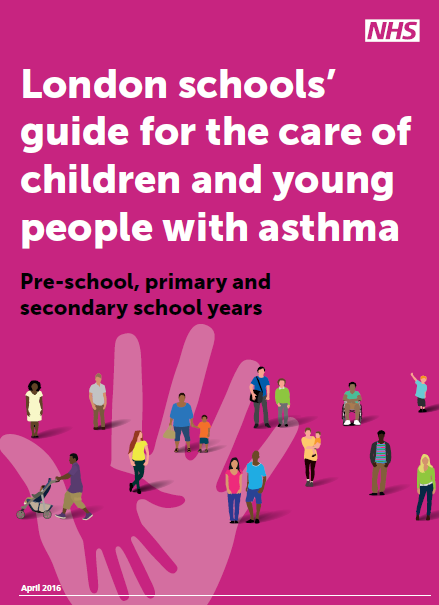 NHS
London schools’
guide for the care of
children and young
people with asthma
Pre-school, primary and
secondary school years
April 2016